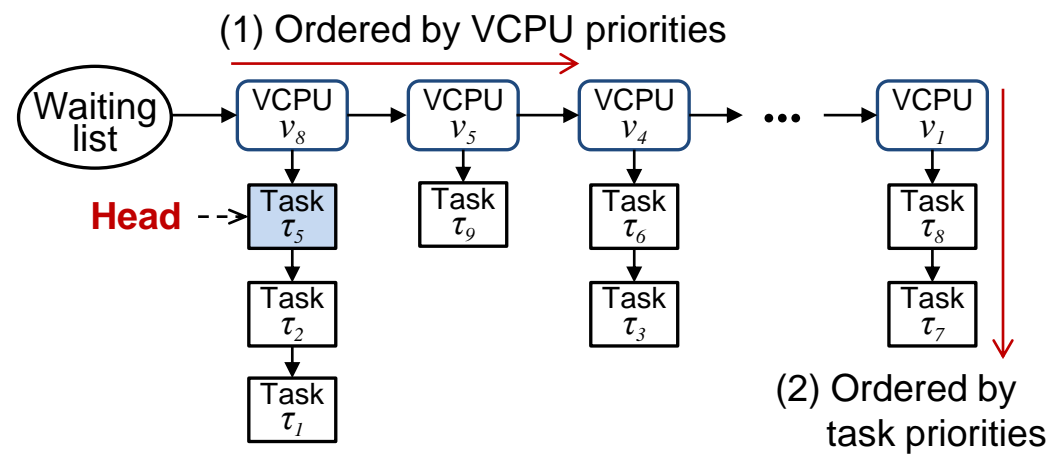 (1) Ordered by VCPU priorities
Waiting
list
VCPU
v8
VCPU
v5
VCPU
v4
•••
VCPU
v1
Head
Task
τ5
Task
τ9
Task
τ6
Task
τ8
Task
τ2
Task
τ3
Task
τ7
Task
τ1
(2) Ordered by
task priorities